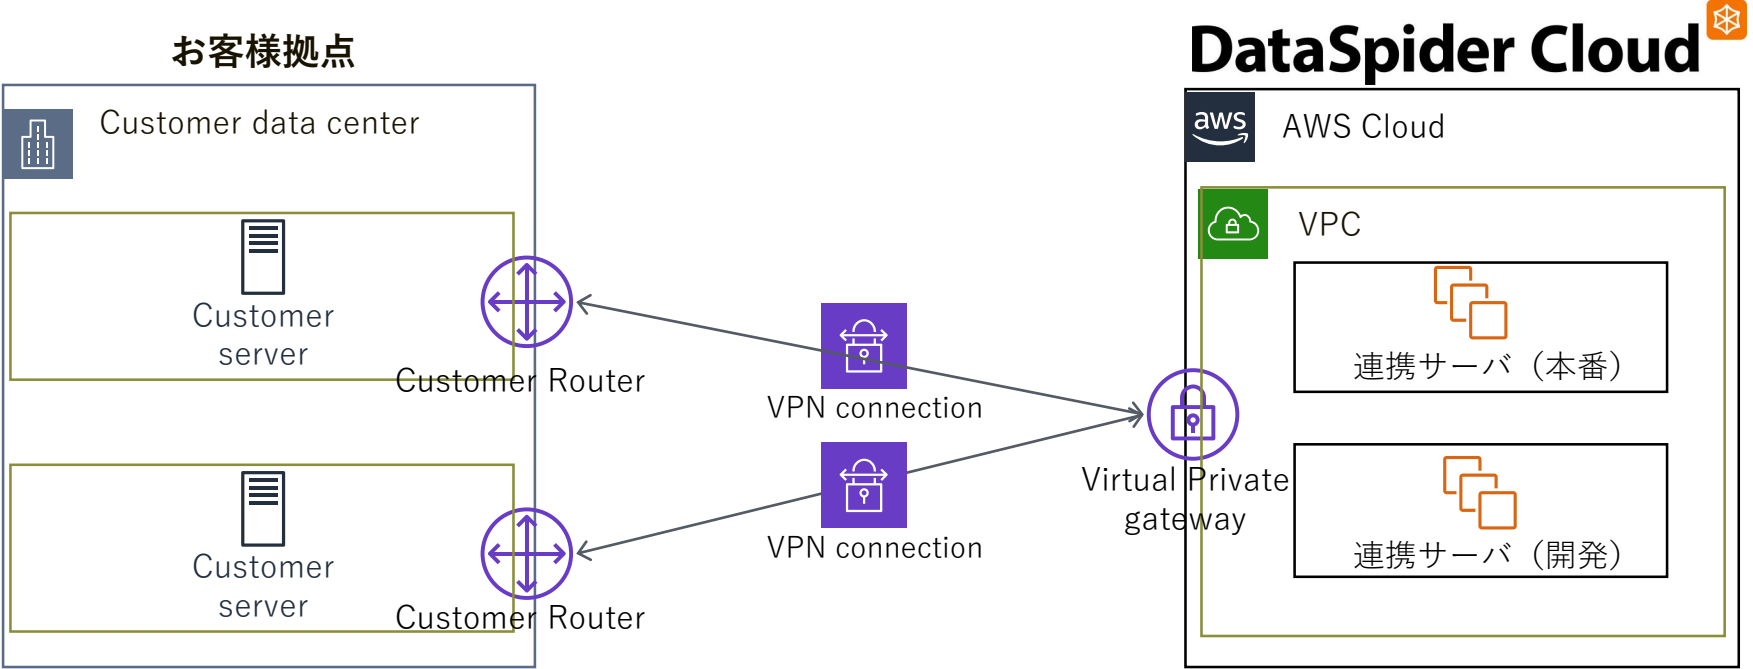 お客様拠点
Customer data center
Customer
server
Customer Router
Customer
server
Customer Router
VPN connection
VPN connection
DataSpider Cloud
aws
AWS Cloud
VPC
連携サーバ（本番）
Virtual Private
gateway
連携サーバ（開発）